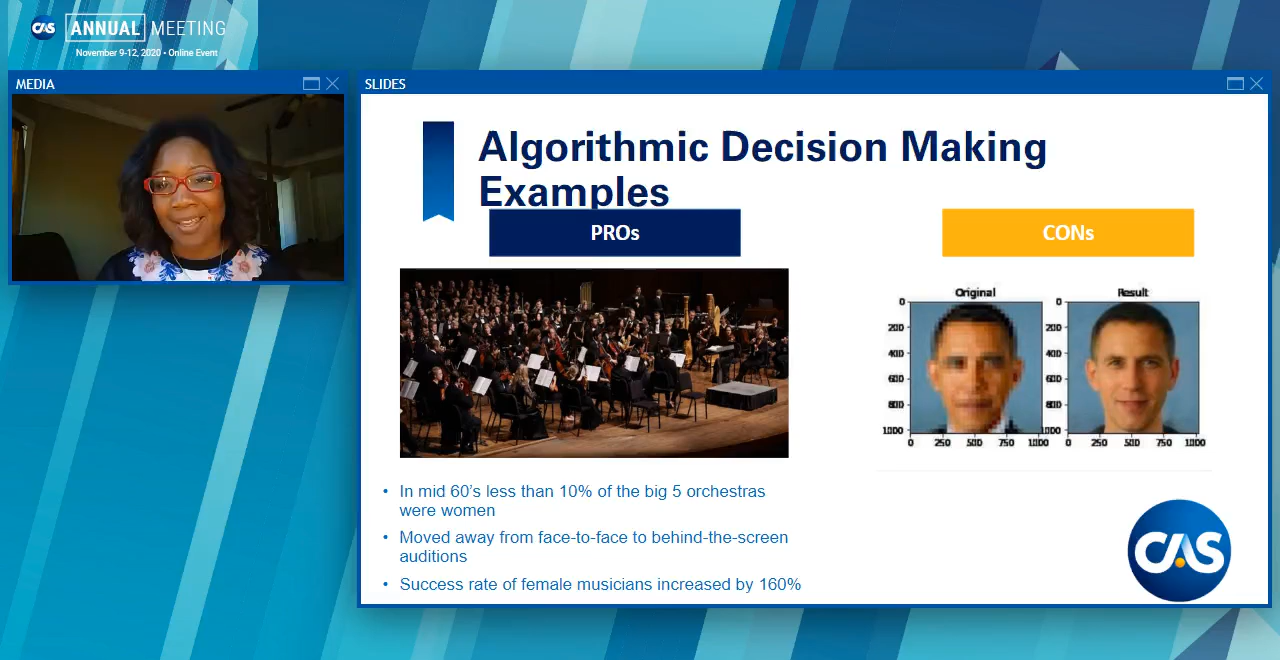 CAS ANNUAL MEETING
November 9-12, 2020 • Online Event
MEDIA
SLIDES
Algorithmic Decision Making
Examples
PROs
CONs
Original
Result
0
200
400
600
800
1000
0 250 500 750 1000
0
200
400
600
800
1000
0 250 500 750 1000
• In mid 60’s less than 10% of the big 5 orchestras
were women
• Moved away from face-to-face to behind-the-screen
auditions
• Success rate of female musicians increased by 160%
CAS